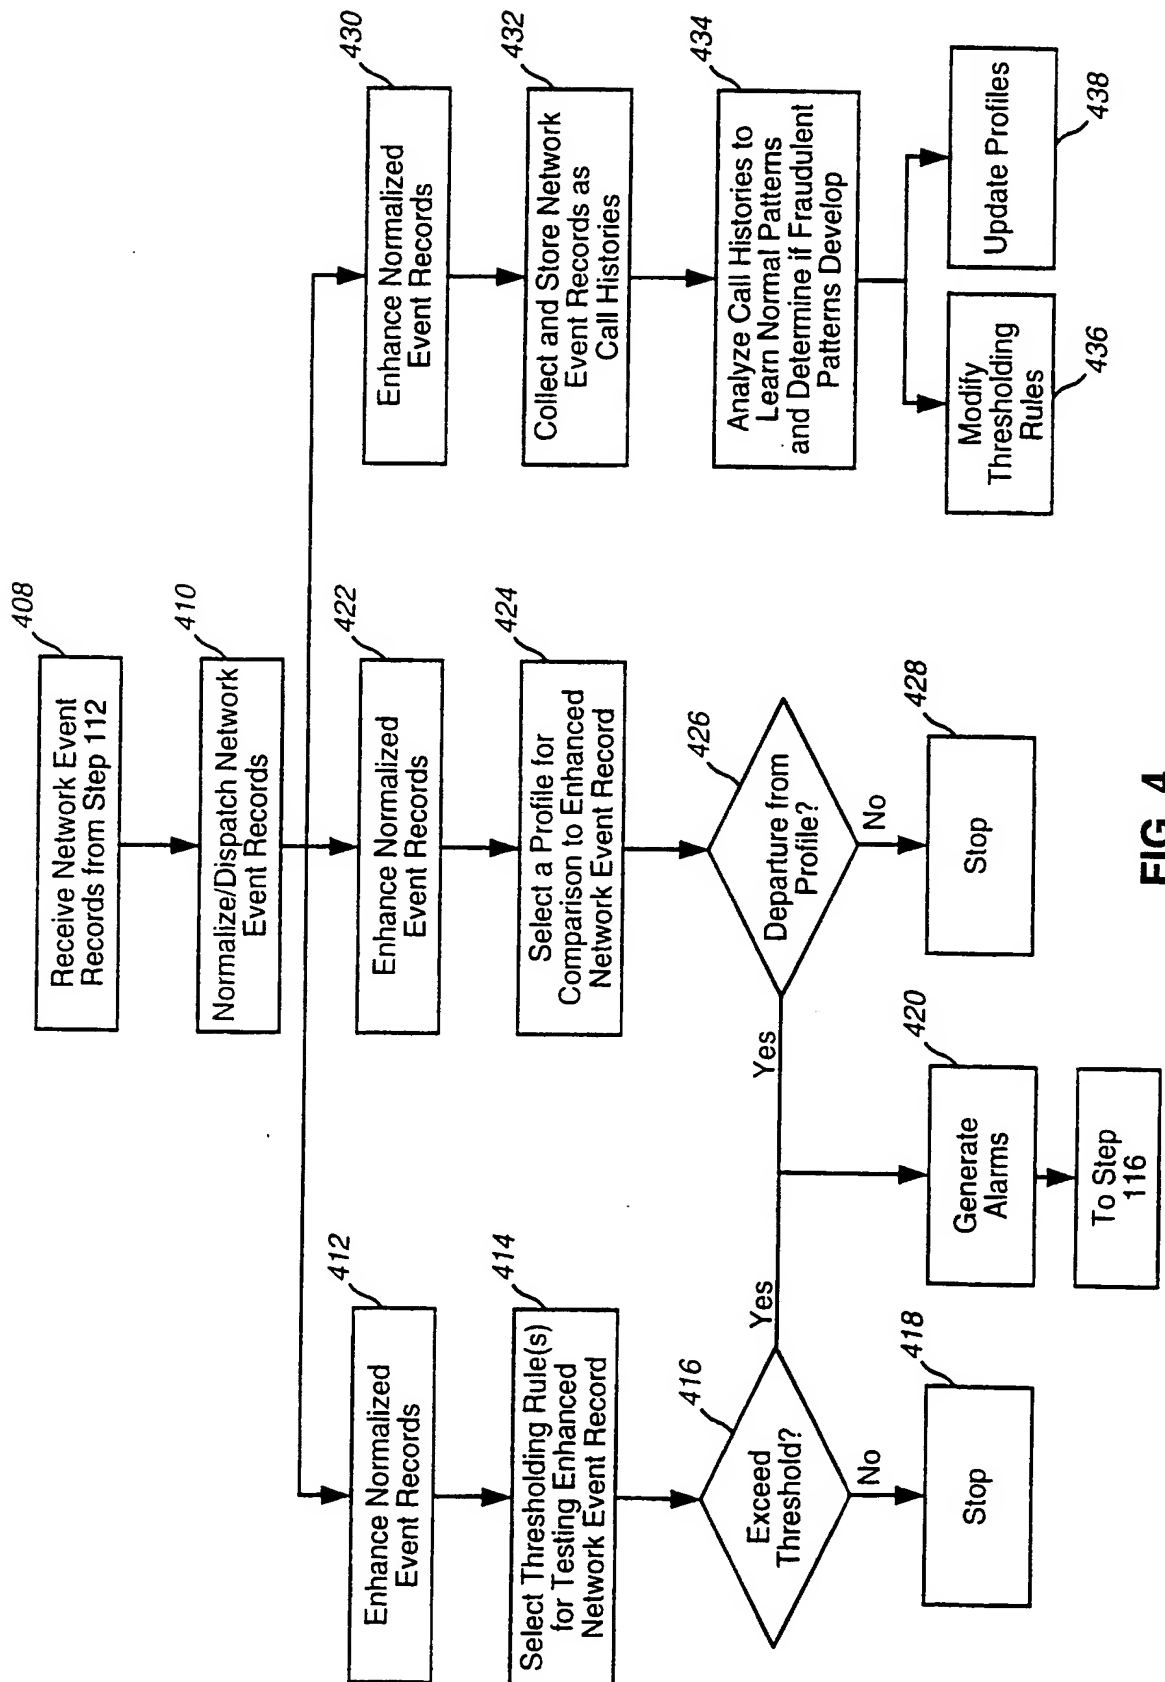 408
Receive Network Event
Records from Step 112
410
Normalize/Dispatch Network
Event Records
412
Enhance Normalized
Event Records
414
Select Thresholding Rule(s)
for Testing Enhanced
Network Event Record
416
Exceed
Threshold?
Yes
No
418
Stop
422
Enhance Normalized
Event Records
424
Select a Profile for
Comparison to Enhanced
Network Event Record
426
Departure from
Profile?
Yes
No
428
Stop
420
Generate
Alarms
To Step
116
430
Enhance Normalized
Event Records
432
Collect and Store Network
Event Records as
Call Histories
434
Analyze Call Histories to
Learn Normal Patterns
and Determine if Fraudulent
Patterns Develop
Modify
Thresholding
Rules
436
Update Profiles
438
FIG. 4